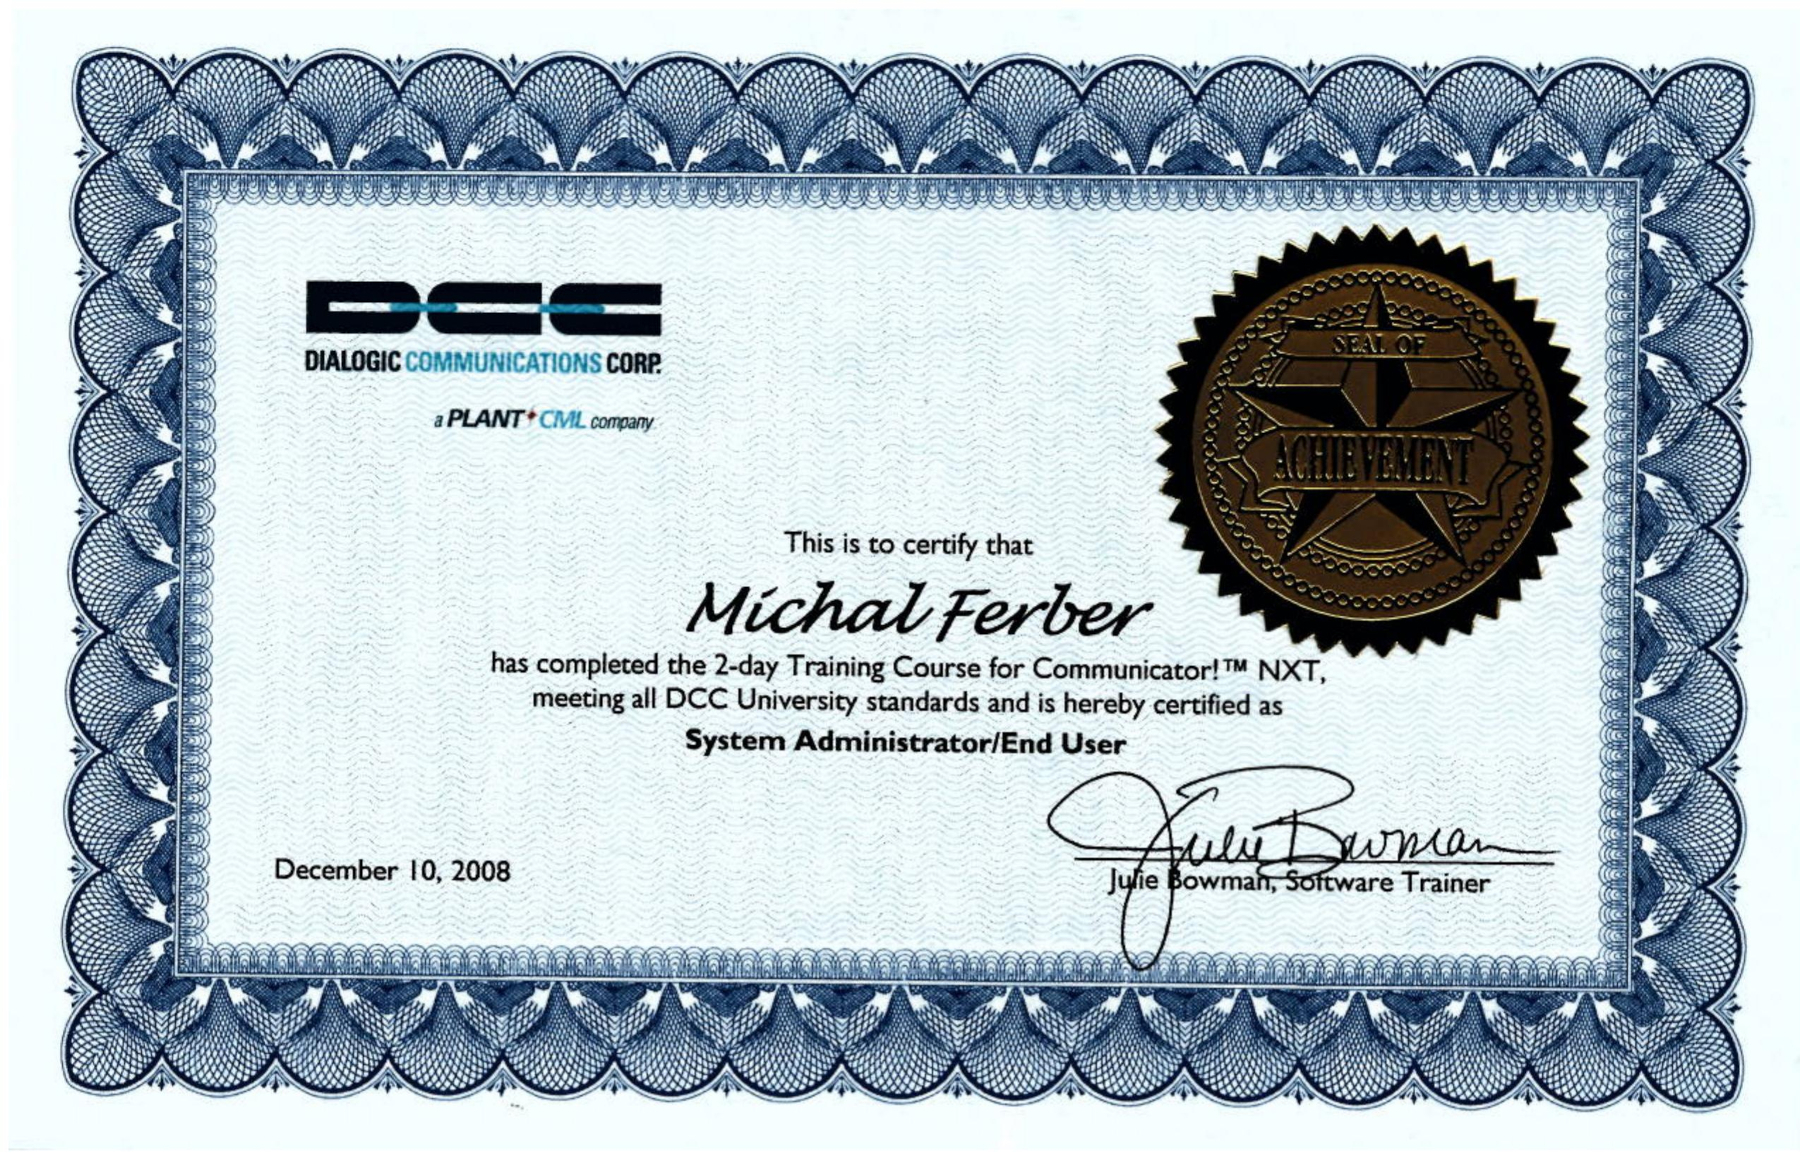 DCC
DIALOGIC COMMUNICATIONS CORP.
a PLANT CML company
SEAL OF
ACHIEVEMENT
This is to certify that
Michal Ferber
has completed the 2-day Training Course for Communicator!™ NXT,
meeting all DCC University standards and is hereby certified as
System Administrator/End User
Julie Bowman
December 10, 2008
Julie Bowman, Software Trainer